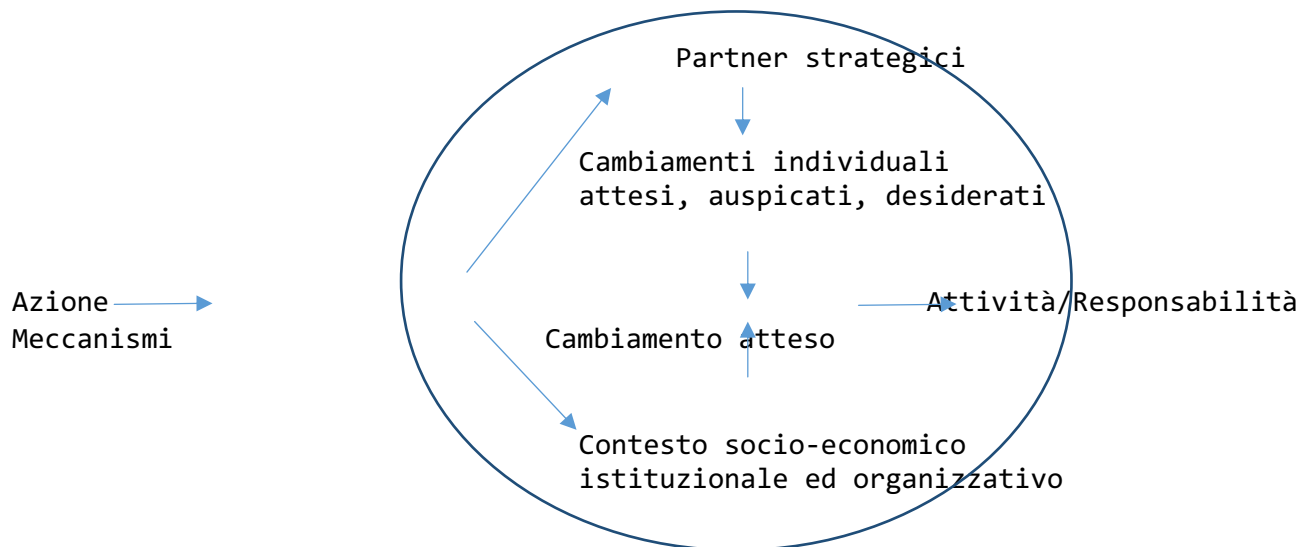 Partner strategici
Cambiamenti individuali
attesi, auspicati, desiderati
Azione
Attività/Responsabilità
Meccanismi
Cambiamento atteso
Contesto socio-economico
istituzionale ed organizzativo